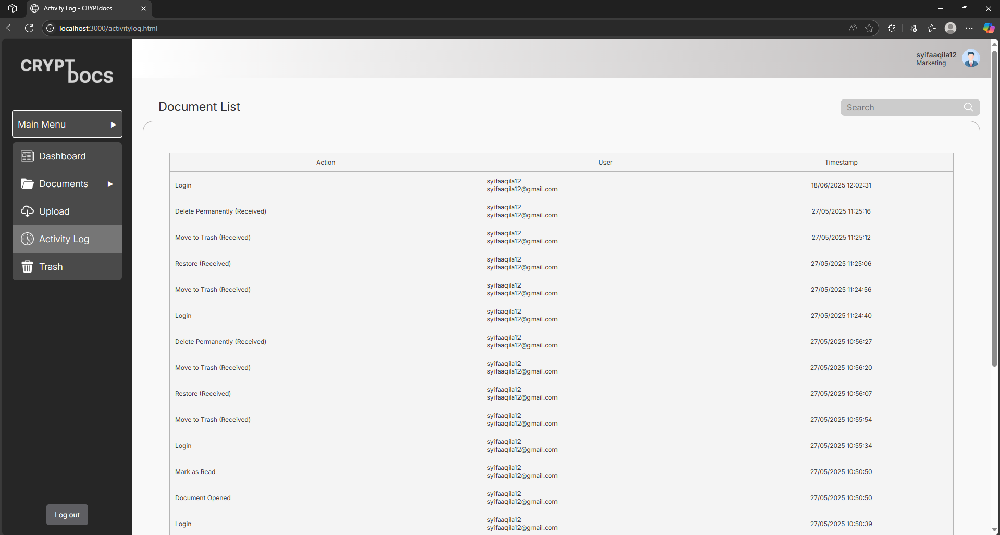 Activity Log - CRYPTdocs
localhost:3000/activitylog.html
CRYPT
DOCS
syifaaqila12
Marketing
Main Menu
Dashboard
Documents
Upload
Activity Log
Trash
Log out
Document List
Search
Action User Timestamp
Login syifaaqila12 18/06/2025 12:02:31
syifaaqila12@gmail.com
Delete Permanently (Received) syifaaqila12 27/05/2025 11:25:16
syifaaqila12@gmail.com
Move to Trash (Received) syifaaqila12 27/05/2025 11:25:12
syifaaqila12@gmail.com
Restore (Received) syifaaqila12 27/05/2025 11:25:06
syifaaqila12@gmail.com
Move to Trash (Received) syifaaqila12 27/05/2025 11:24:56
syifaaqila12@gmail.com
Login syifaaqila12 27/05/2025 11:24:40
syifaaqila12@gmail.com
Delete Permanently (Received) syifaaqila12 27/05/2025 10:56:27
syifaaqila12@gmail.com
Move to Trash (Received) syifaaqila12 27/05/2025 10:56:20
syifaaqila12@gmail.com
Restore (Received) syifaaqila12 27/05/2025 10:56:07
syifaaqila12@gmail.com
Move to Trash (Received) syifaaqila12 27/05/2025 10:55:54
syifaaqila12@gmail.com
Login syifaaqila12 27/05/2025 10:55:34
syifaaqila12@gmail.com
Mark as Read syifaaqila12 27/05/2025 10:50:50
syifaaqila12@gmail.com
Document Opened syifaaqila12 27/05/2025 10:50:50
syifaaqila12@gmail.com
Login syifaaqila12 27/05/2025 10:50:39
syifaaqila12@gmail.com